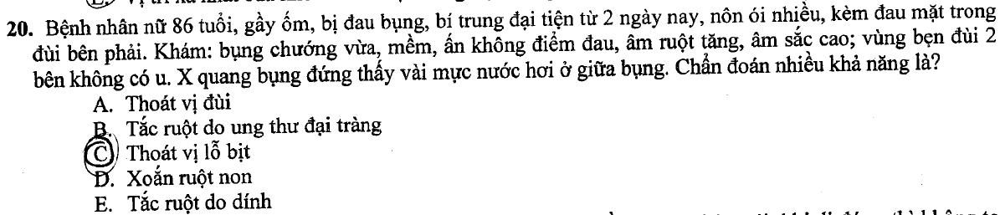 20. Bệnh nhân nữ 86 tuổi, gầy ốm, bị đau bụng, bí trung đại tiện từ 2 ngày nay, nôn ói nhiều, kèm đau mặt trong
đùi bên phải. Khám: bụng chướng vừa, mềm, ấn không điểm đau, âm ruột tăng, âm sắc cao; vùng bẹn đùi 2
bên không có u. X quang bụng đứng thấy vài mực nước hơi ở giữa bụng. Chẩn đoán nhiều khả năng là?
A. Thoát vị đùi
B. Tắc ruột do ung thư đại tràng
C Thoát vị lỗ bịt
D. Xoắn ruột non
E. Tắc ruột do dính